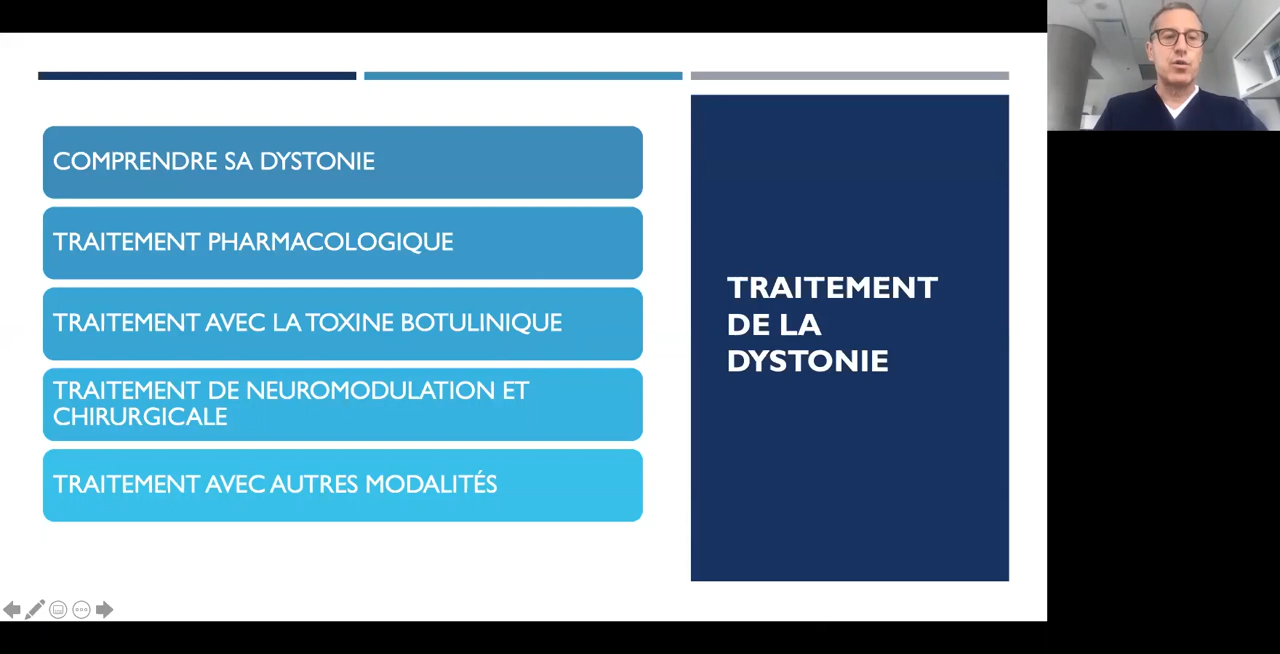 COMPRENDRE SA DYSTONIE
TRAITEMENT PHARMACOLOGIQUE
TRAITEMENT AVEC LA TOXINE BOTULINIQUE
TRAITEMENT DE NEUROMODULATION ET
CHIRURGICALE
TRAITEMENT AVEC AUTRES MODALITÉS
TRAITEMENT
DE LA
DYSTONIE